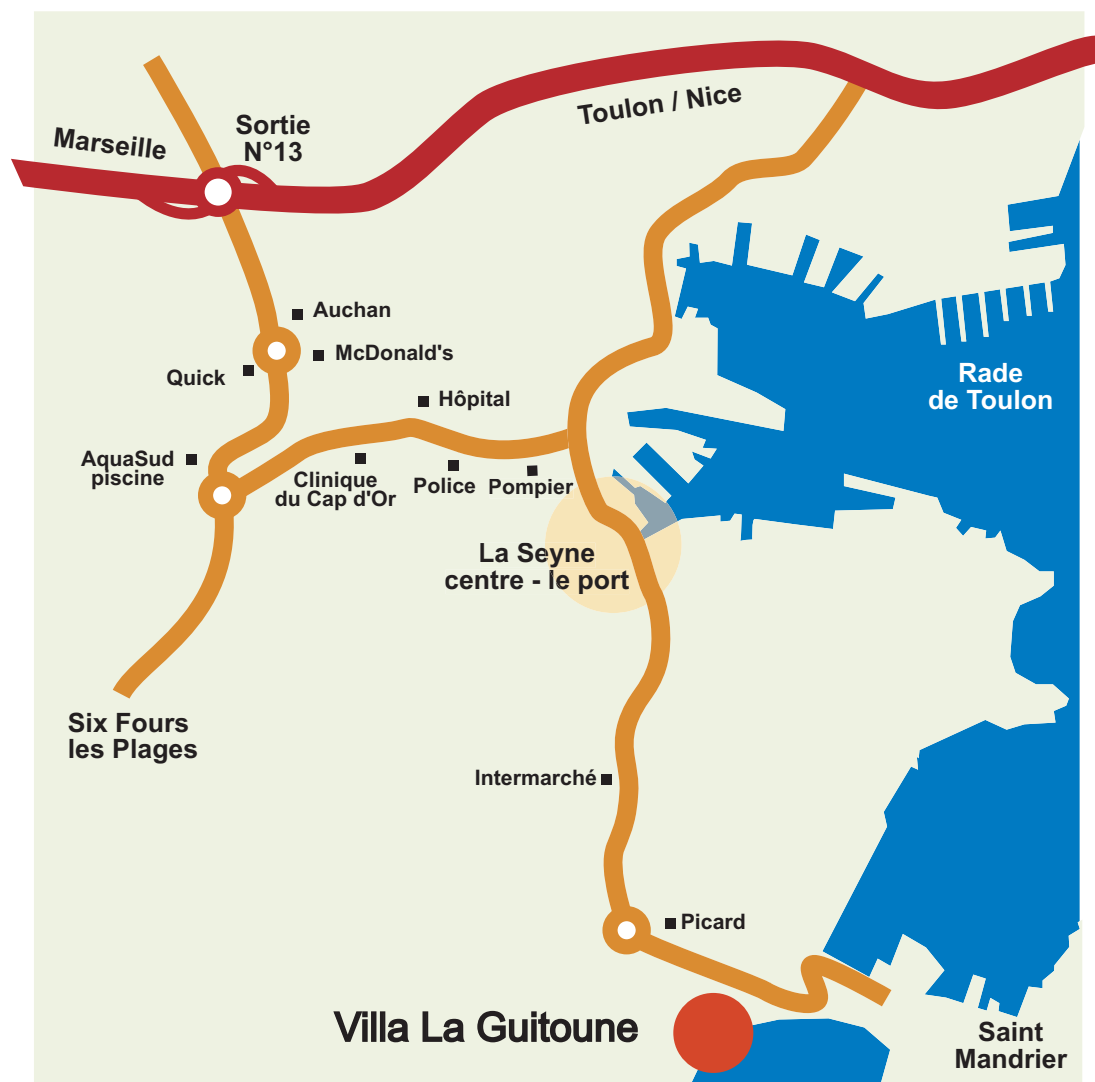 Toulon / Nice
Sortie
N°13
Marseille
Auchan
McDonald's
Quick
Hôpital
Rade
de Toulon
AquaSud
piscine
Clinique
du Cap d'Or
Police
Pompier
La Seyne
centre - le port
Six Fours
les Plages
Intermarché
Picard
Villa La Guitoune
Saint
Mandrier